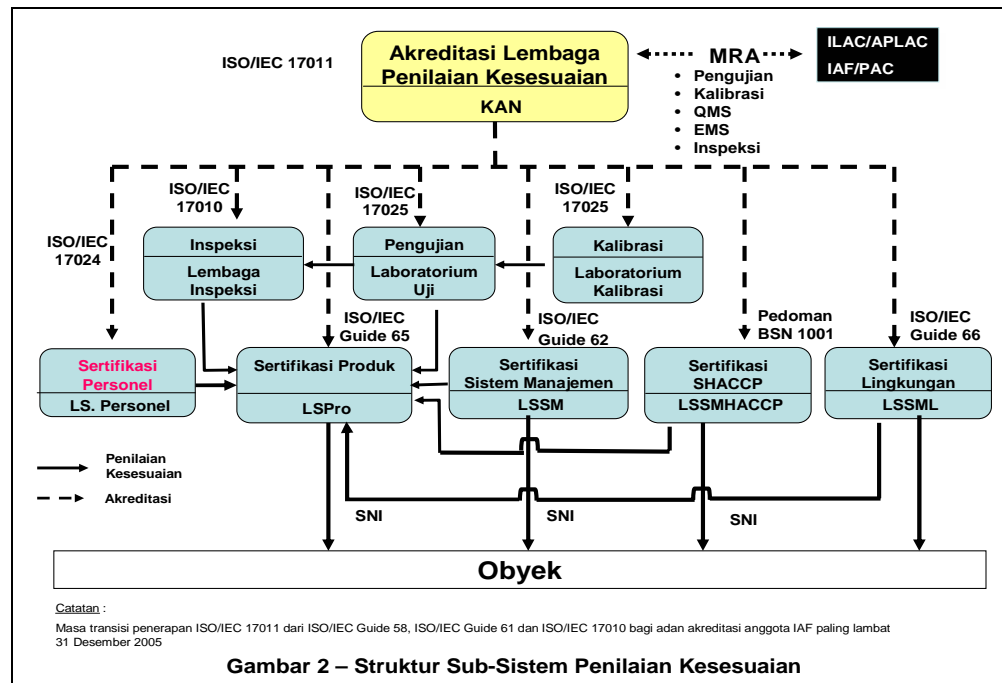 ISO/IEC 17011
Akreditasi Lembaga
Penilaian Kesesuaian
KAN
MRA
• Pengujian
• Kalibrasi
• QMS
• EMS
• Inspeksi
ILAC/APLAC
IAF/PAC
ISO/IEC
17024
ISO/IEC
17010
ISO/IEC
17025
ISO/IEC
17025
Inspeksi
Lembaga
Inspeksi
Pengujian
Laboratorium
Uji
Kalibrasi
Laboratorium
Kalibrasi
ISO/IEC
Guide 65
ISO/IEC
Guide 62
Pedoman
BSN 1001
ISO/IEC
Guide 66
Sertifikasi
Personel
LS. Personel
Sertifikasi Produk
LSPro
Sertifikasi
Sistem Manajemen
LSSM
Sertifikasi
SHACCP
LSSMHACCP
Sertifikasi
Lingkungan
LSSML
Penilaian
Kesesuaian
Akreditasi
SNI
SNI
SNI
Obyek
Catatan :
Masa transisi penerapan ISO/IEC 17011 dari ISO/IEC Guide 58, ISO/IEC Guide 61 dan ISO/IEC 17010 bagi adan akreditasi anggota IAF paling lambat
31 Desember 2005
Gambar 2 – Struktur Sub-Sistem Penilaian Kesesuaian